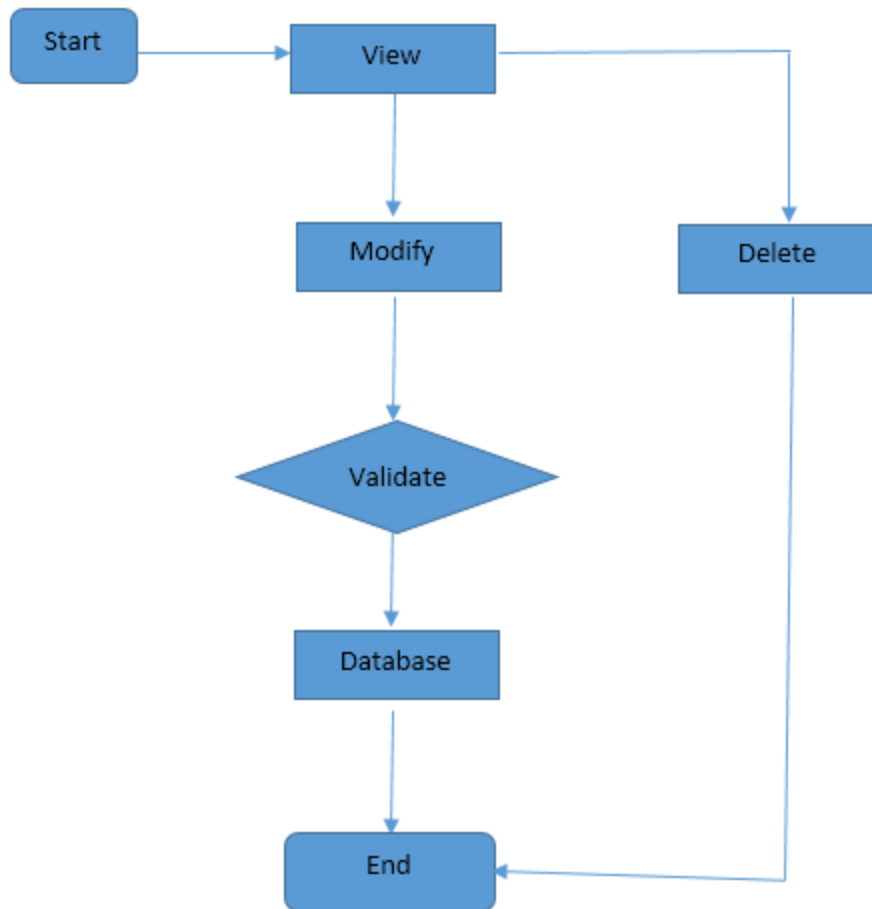 Start
View
Modify
Delete
Validate
Database
End